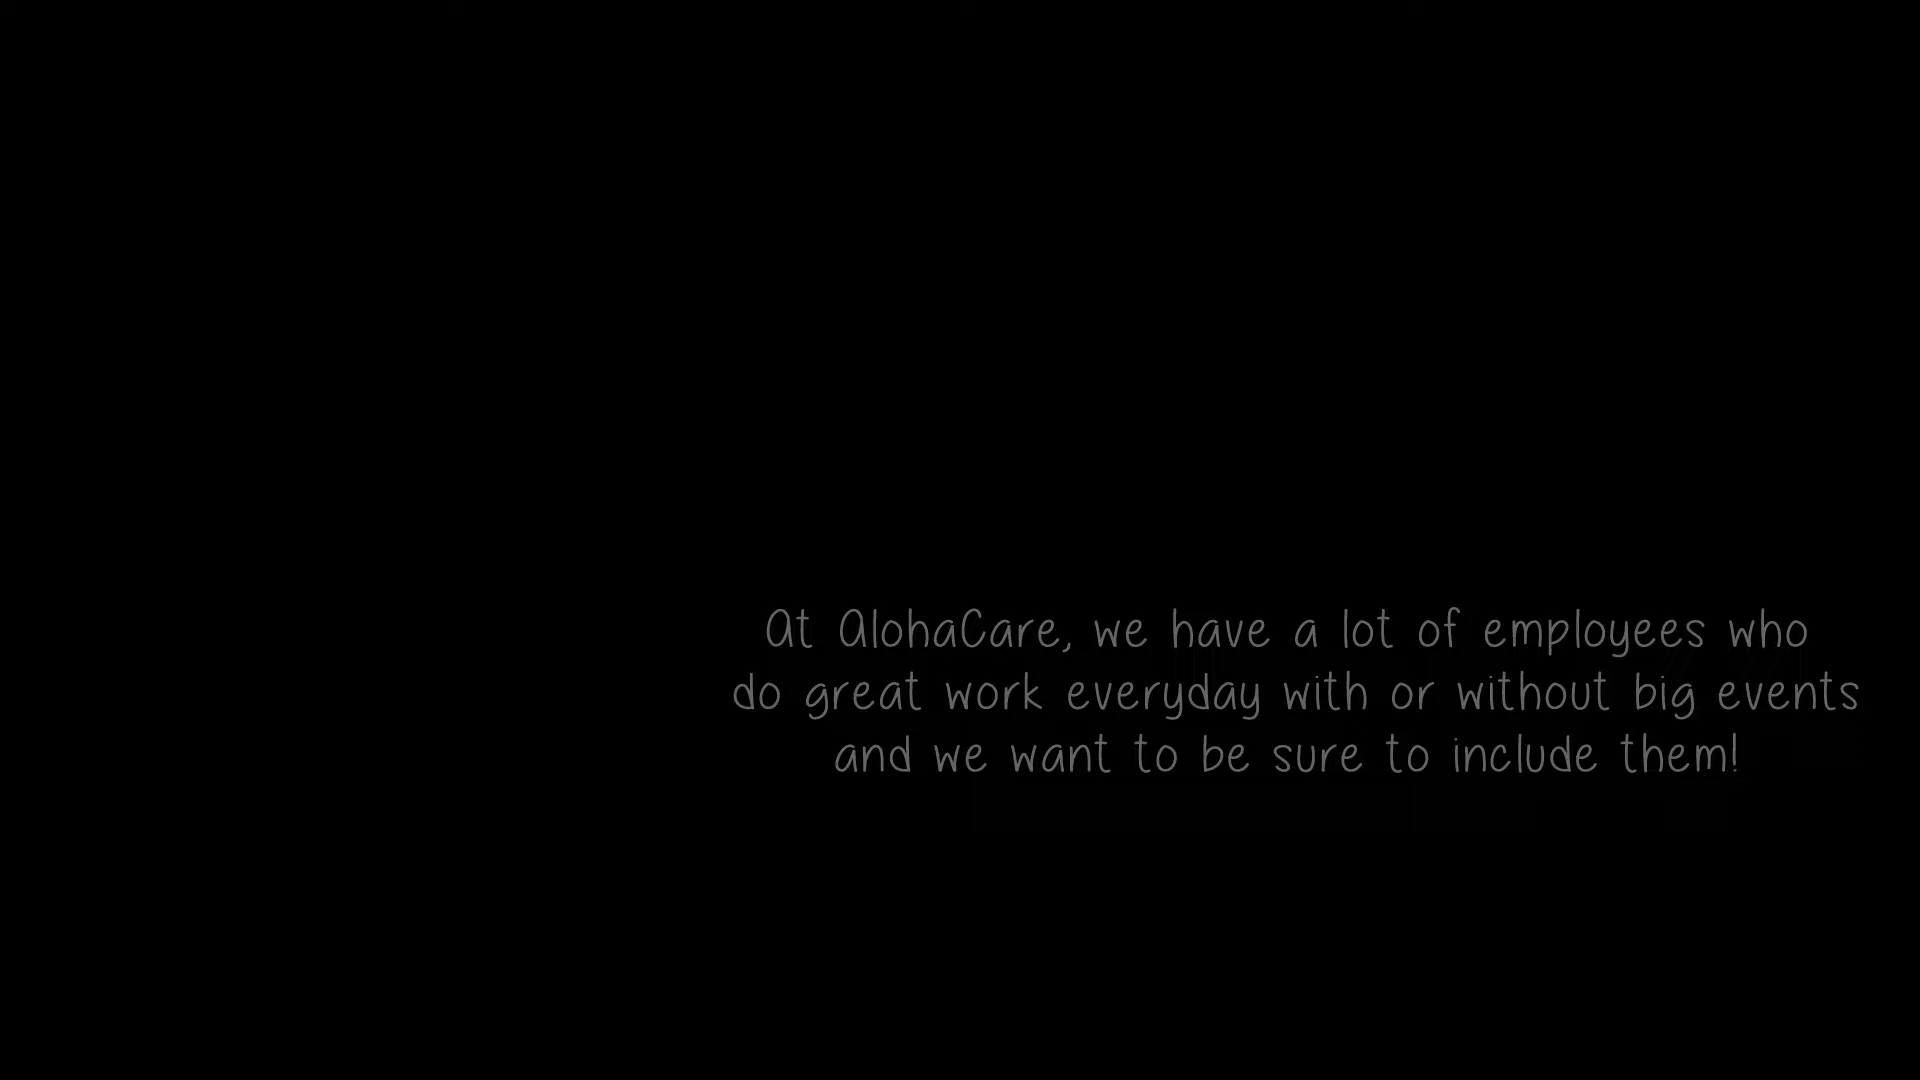 At AlohaCare, we have a lot of employees who
do great work everyday with or without big events
and we want to be sure to include them!